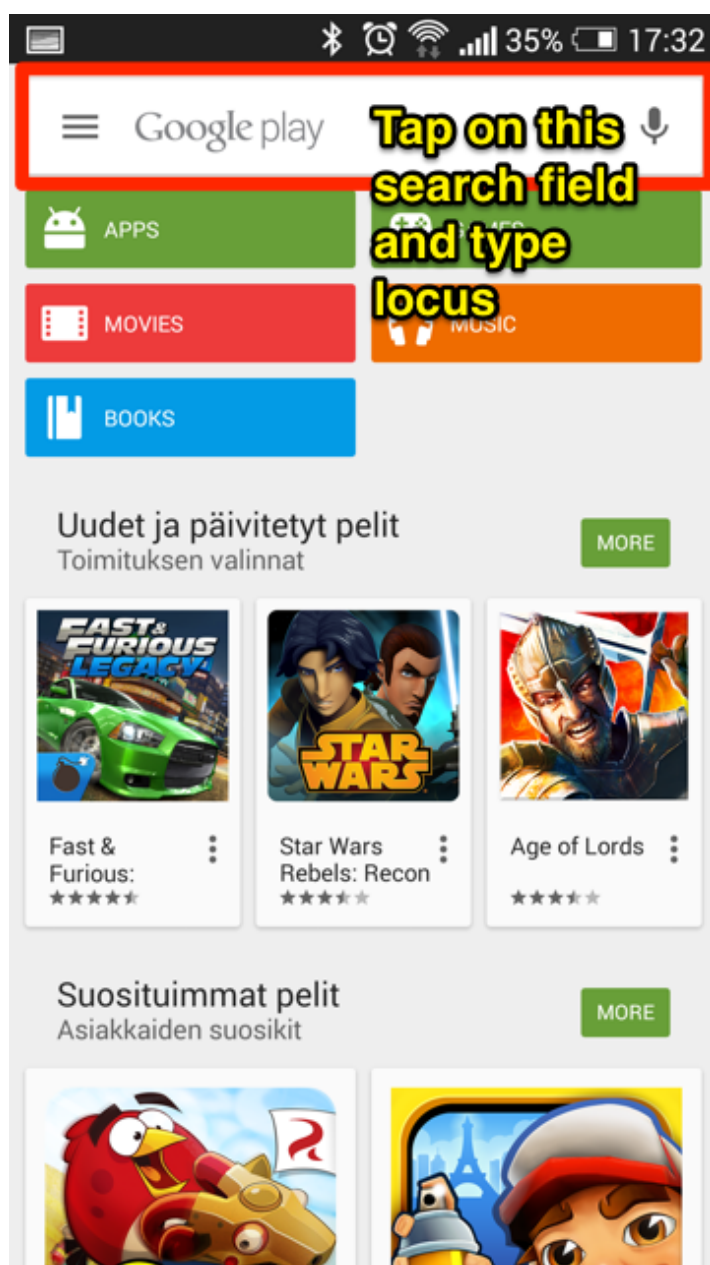 35% 17:32
Google play
Tap on this
search field
and type
locus
APPS
GAMES
MOVIES
MUSIC
BOOKS
Uudet ja päivitetyt pelit
Toimituksen valinnat
MORE
FAST &
FURIOUS
LEGACY
STAR
WARS
Fast &
Furious:
Star Wars
Rebels: Recon
Age of Lords
Suosituimmat pelit
Asiakkaiden suosikit
MORE